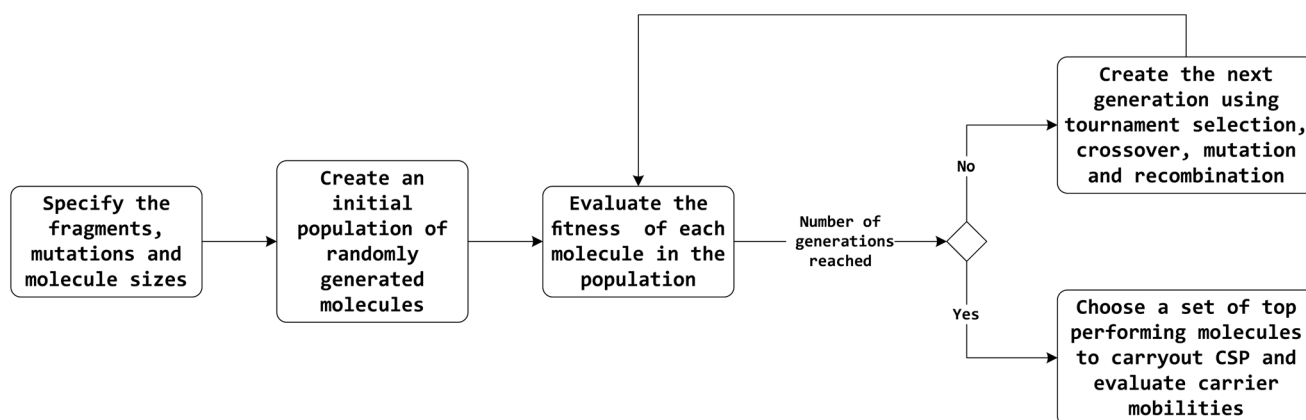 Specify the
fragments,
mutations and
molecule sizes
Create an
initial
population of
randomly
generated
molecules
Evaluate the
fitness of each
molecule in the
population
Number of
generations
reached
No
Create the next
generation using
tournament selection,
crossover, mutation
and recombination
Yes
Choose a set of top
performing molecules
to carryout CSP and
evaluate carrier
mobilities